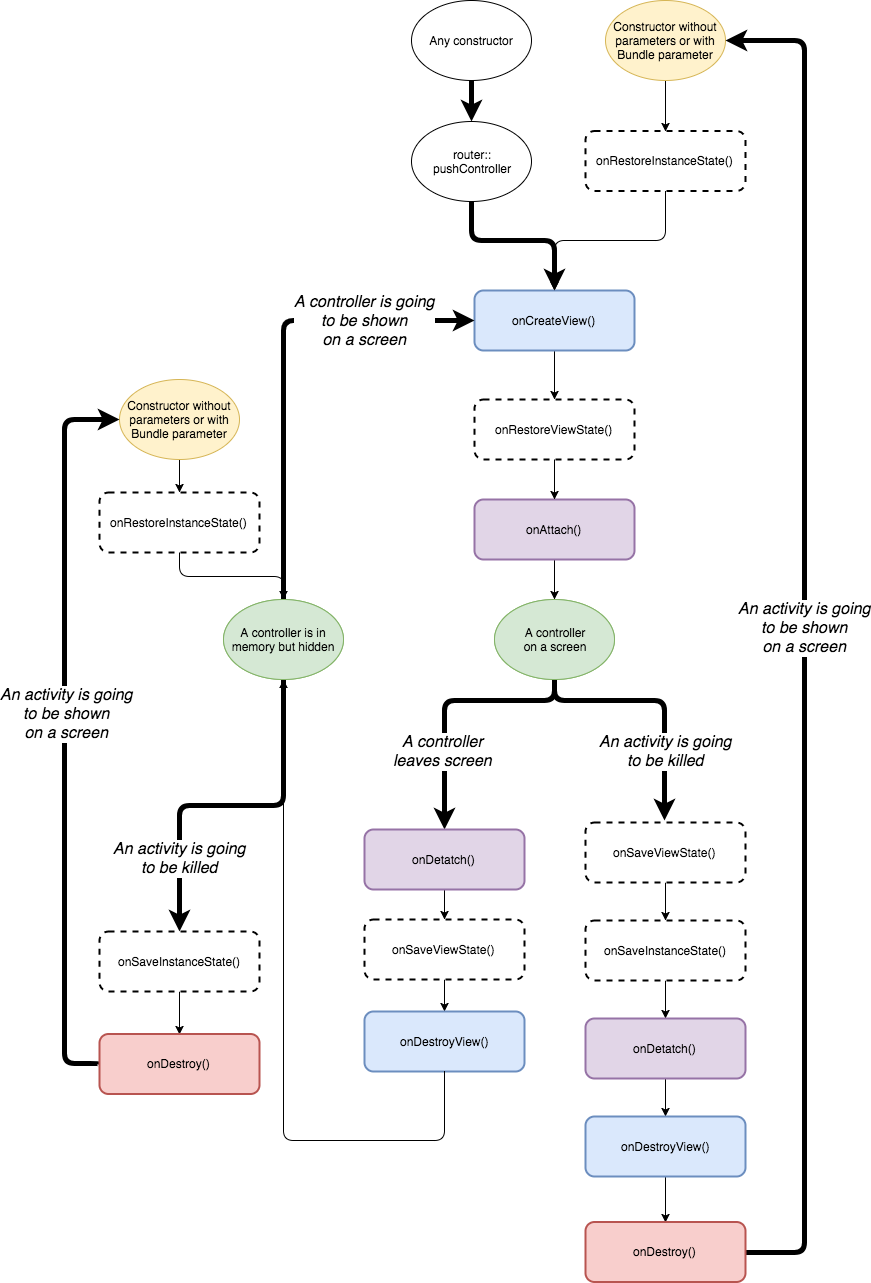 Any constructor
Constructor without
parameters or with
Bundle parameter
router::
pushController
onRestoreInstanceState()
A controller is going
to be shown
on a screen
onCreateView()
Constructor without
parameters or with
Bundle parameter
onRestoreViewState()
onRestoreInstanceState()
onAttach()
A controller is in
memory but hidden
A controller
on a screen
An activity is going
to be shown
on a screen
An activity is going
to be shown
on a screen
A controller
leaves screen
An activity is going
to be killed
An activity is going
to be killed
onDetatch()
onSaveViewState()
onSaveInstanceState()
onSaveViewState()
onSaveInstanceState()
onDestroy()
onDestroyView()
onDetatch()
onDestroyView()
onDestroy()